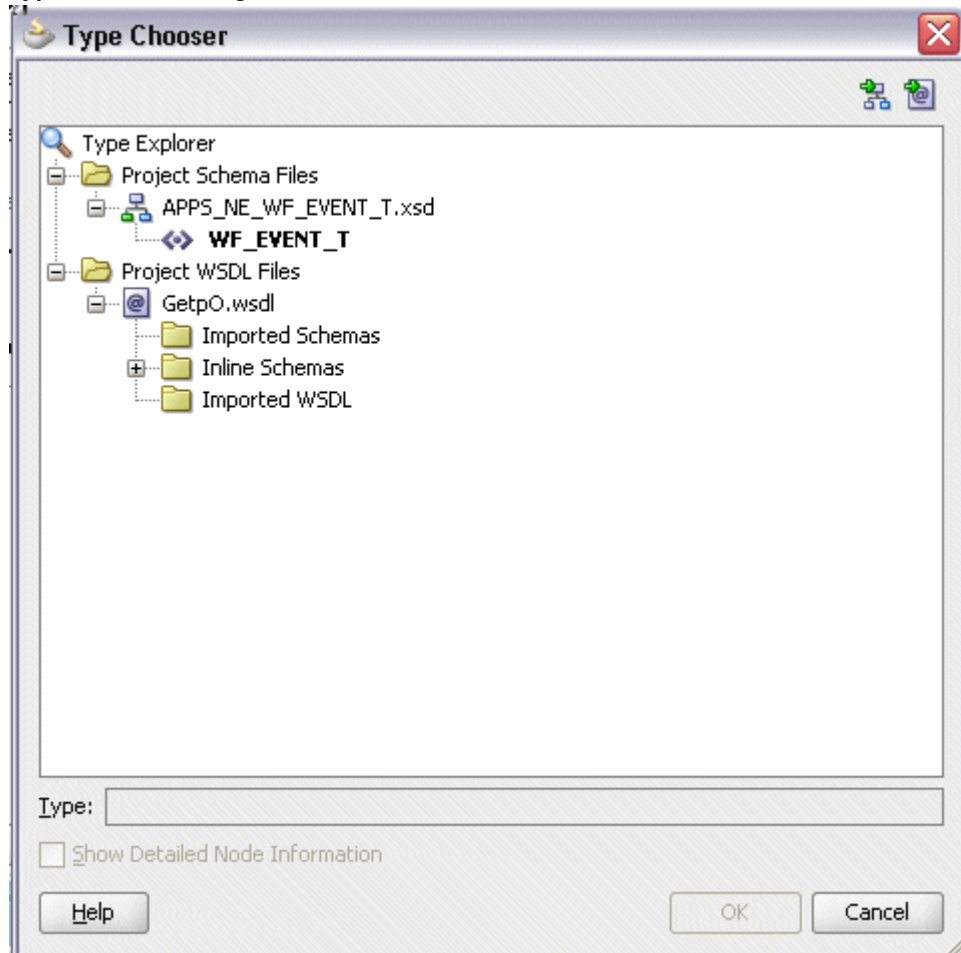 Type Chooser
Type Explorer
Project Schema Files
APPS_NE_WF_EVENT_T.xsd
WF_EVENT_T
Project WSDL Files
GetpO.wsdl
Imported Schemas
Inline Schemas
Imported WSDL
Type:
Show Detailed Node Information
Help OK Cancel